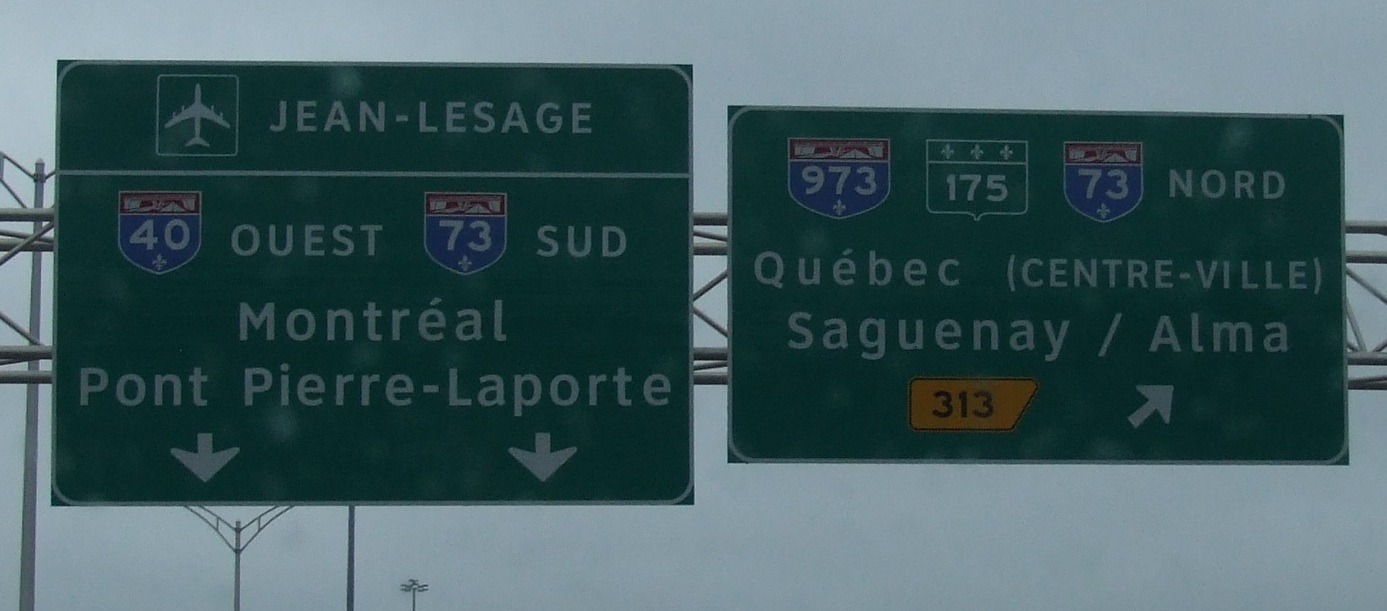 JEAN-LESAGE
40 OUEST 73 SUD
Montréal
Pont Pierre-Laporte
973 175 73 NORD
Québec (CENTRE-VILLE)
Saguenay / Alma
313